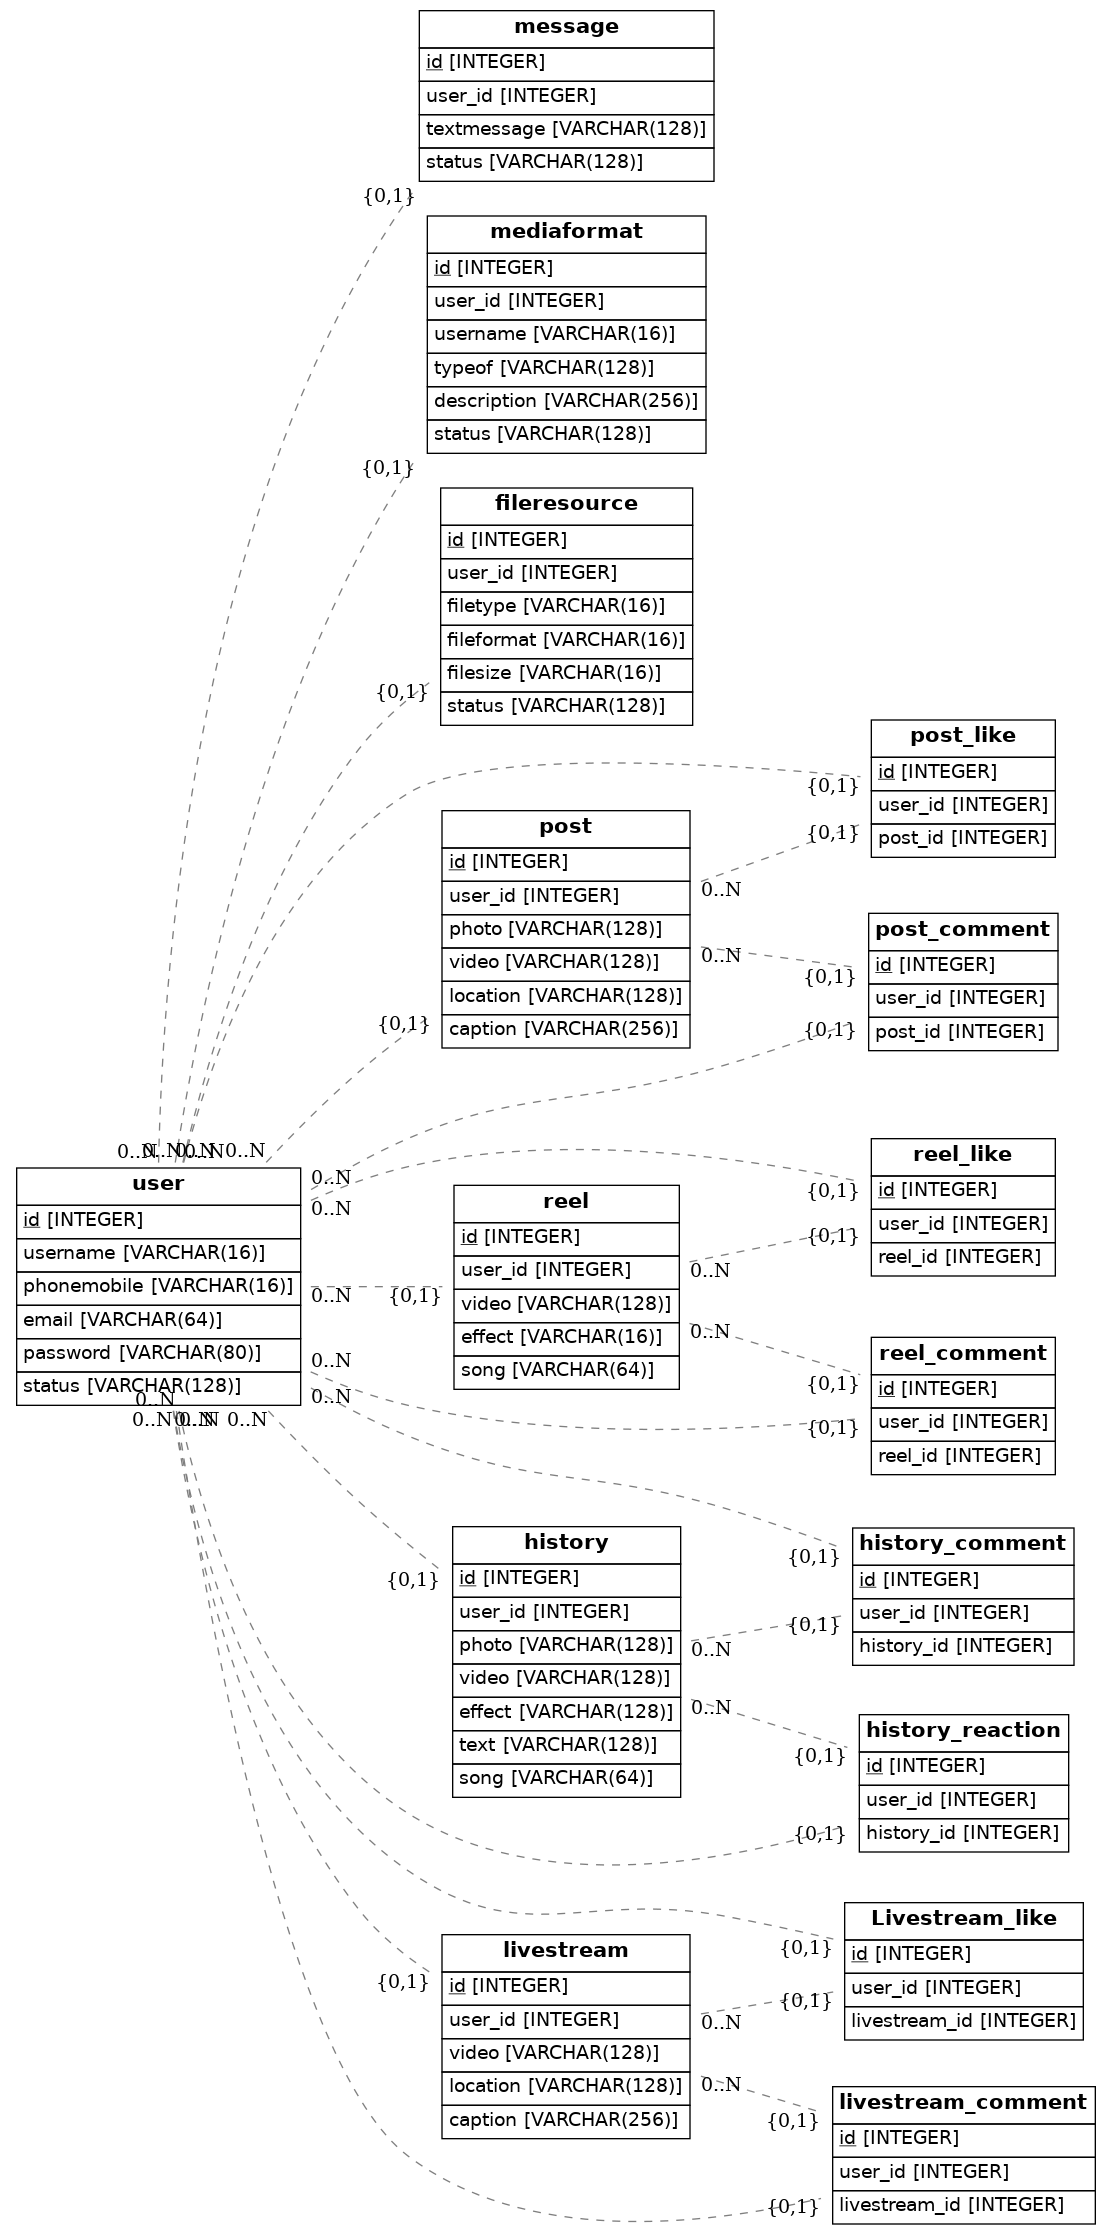 message
id [INTEGER]
user_id [INTEGER]
textmessage [VARCHAR(128)]
status [VARCHAR(128)]
{0,1}
mediaformat
id [INTEGER]
user_id [INTEGER]
username [VARCHAR(16)]
typeof [VARCHAR(128)]
description [VARCHAR(256)]
status [VARCHAR(128)]
{0,1}
fileresource
id [INTEGER]
user_id [INTEGER]
filetype [VARCHAR(16)]
fileformat [VARCHAR(16)]
filesize [VARCHAR(16)]
status [VARCHAR(128)]
{0,1}
post_like
id [INTEGER]
user_id [INTEGER]
post_id [INTEGER]
{0,1}
{0,1}
post
id [INTEGER]
user_id [INTEGER]
photo [VARCHAR(128)]
video [VARCHAR(128)]
location [VARCHAR(128)]
caption [VARCHAR(256)]
0..N
0..N
{0,1}
post_comment
id [INTEGER]
user_id [INTEGER]
post_id [INTEGER]
{0,1}
{0,1}
0..N
0..N
0..N
0..N
0..N
user
id [INTEGER]
username [VARCHAR(16)]
phonemobile [VARCHAR(16)]
email [VARCHAR(64)]
password [VARCHAR(80)]
status [VARCHAR(128)]
0..N
0..N
0..N
0..N
0..N
0..N
0..N
0..N
0..N
0..N
reel_like
id [INTEGER]
user_id [INTEGER]
reel_id [INTEGER]
{0,1}
{0,1}
reel
id [INTEGER]
user_id [INTEGER]
video [VARCHAR(128)]
effect [VARCHAR(16)]
song [VARCHAR(64)]
{0,1}
0..N
0..N
reel_comment
id [INTEGER]
user_id [INTEGER]
reel_id [INTEGER]
{0,1}
{0,1}
history
id [INTEGER]
user_id [INTEGER]
photo [VARCHAR(128)]
video [VARCHAR(128)]
effect [VARCHAR(128)]
text [VARCHAR(128)]
song [VARCHAR(64)]
{0,1}
0..N
0..N
history_comment
id [INTEGER]
user_id [INTEGER]
history_id [INTEGER]
{0,1}
{0,1}
history_reaction
id [INTEGER]
user_id [INTEGER]
history_id [INTEGER]
{0,1}
{0,1}
Livestream_like
id [INTEGER]
user_id [INTEGER]
livestream_id [INTEGER]
{0,1}
{0,1}
livestream
id [INTEGER]
user_id [INTEGER]
video [VARCHAR(128)]
location [VARCHAR(128)]
caption [VARCHAR(256)]
{0,1}
0..N
0..N
livestream_comment
id [INTEGER]
user_id [INTEGER]
livestream_id [INTEGER]
{0,1}
{0,1}